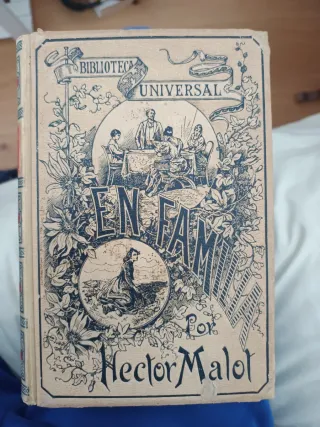 BIBLIOTECA
UNIVERSAL
EN FAMILIA
Por
Hector Malot